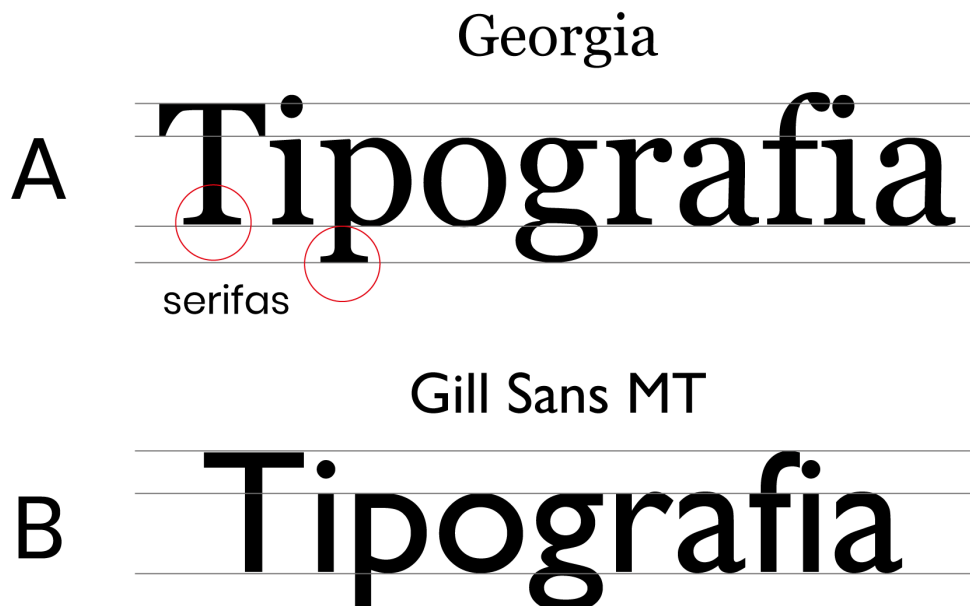 Georgia
A
Tipografia
serifas
Gill Sans MT
B
Tipografia